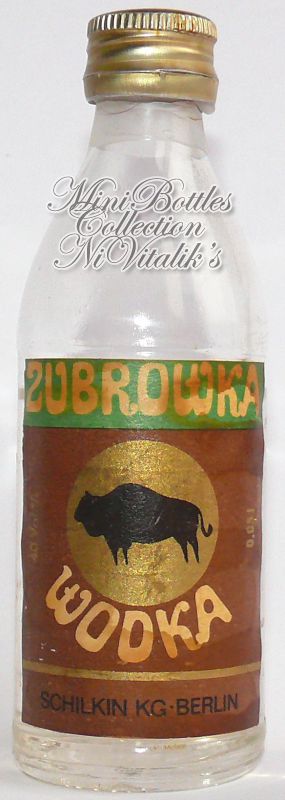 Mini Bottles
Collection
NiVitalik's
ZUBROWKA
WODKA
SCHILKIN KG · BERLIN